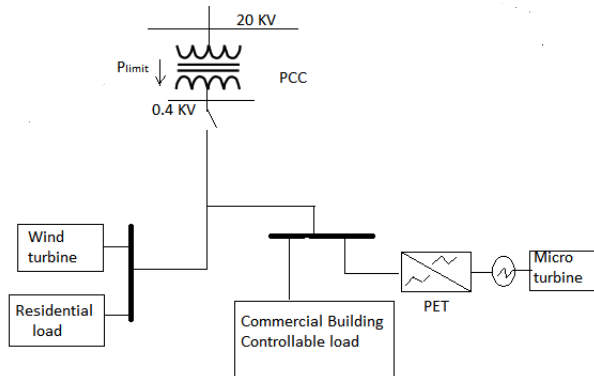 20 KV
Plimit
PCC
0.4 KV
Wind
turbine
Residential
load
Commercial Building
Controllable load
PET
Micro
turbine